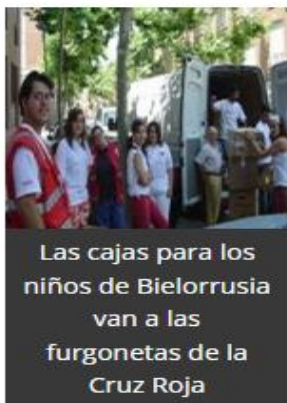 Las cajas para los
niños de Bielorrusia
van a las
furgonetas de la
Cruz Roja